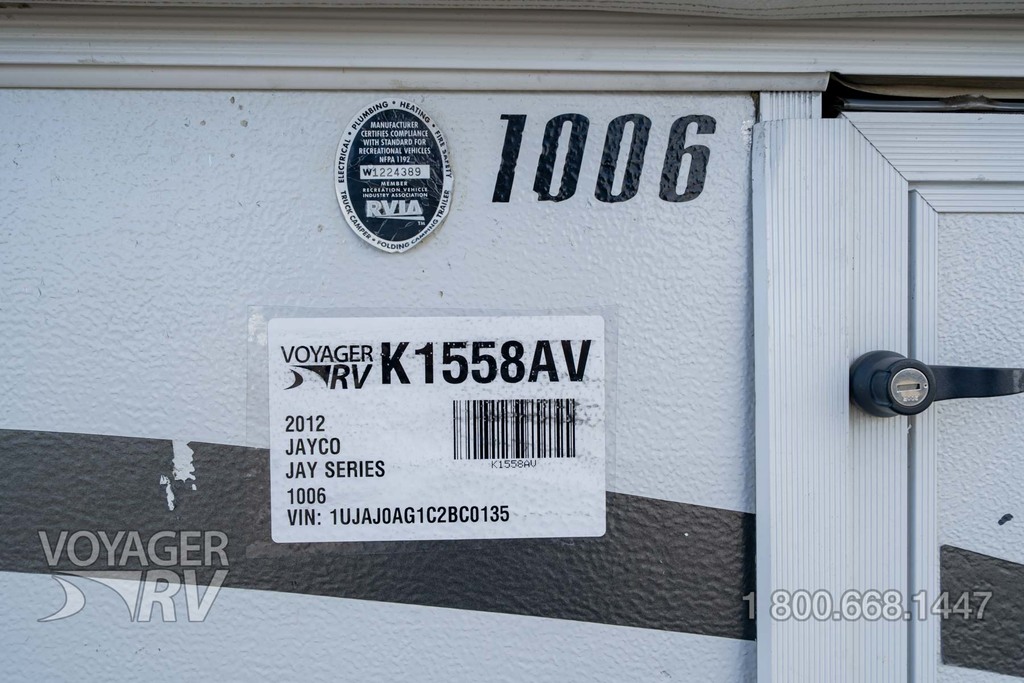 ELECTRICAL • PLUMBING • HEATING • FIRE SAFETY
MANUFACTURER
CERTIFIES COMPLIANCE
WITH STANDARD FOR
RECREATIONAL VEHICLES
NFPA 1192
W1224389
MEMBER
RECREATION VEHICLE
INDUSTRY ASSOCIATION
RVIA
TM
TRUCK CAMPER • FOLDING CAMPING TRAILER
1006
VOYAGER
RV
K1558AV
2012
JAYCO
JAY SERIES
K1558AV
1006
VIN: 1UJAJ0AG1C2BC0135
VOYAGER
RV
1 800.668.1447